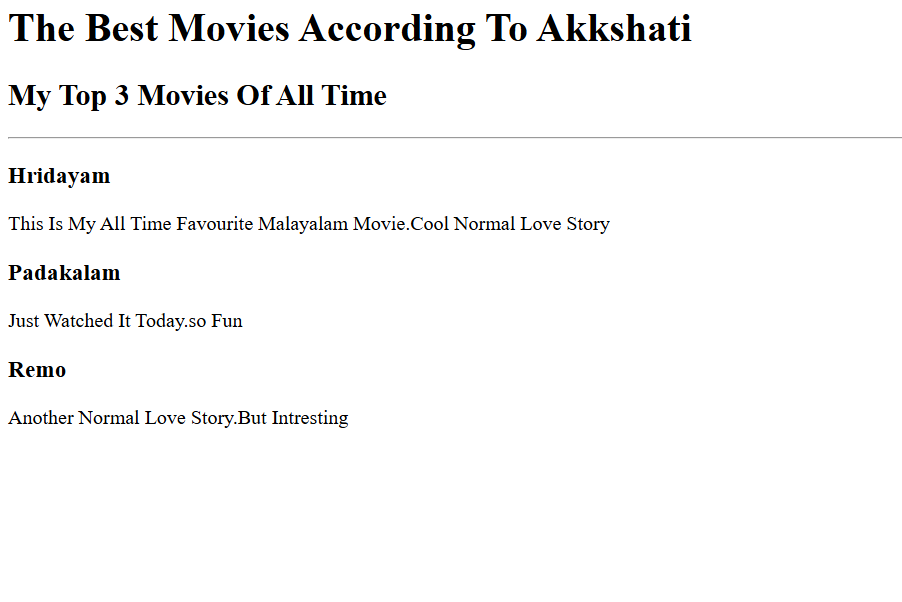 The Best Movies According To Akkshati
My Top 3 Movies Of All Time
Hridayam
This Is My All Time Favourite Malayalam Movie.Cool Normal Love Story
Padakalam
Just Watched It Today.so Fun
Remo
Another Normal Love Story.But Intresting